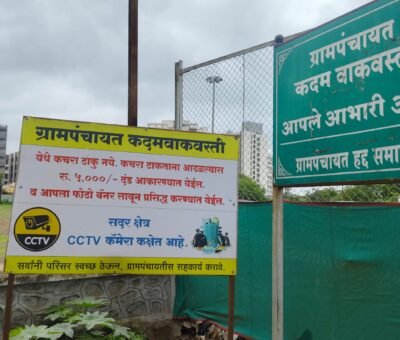 ग्रामपंचायत कदमवाकवस्ती
येथे कचरा टाकु नये. कचरा टाकताना आढळल्यास
रु. ५,०००/- दंड आकारण्यात येईल.
व आपला फोटो बॅनर लावून प्रसिद्ध करण्यात येईल.
सदर क्षेत्र
CCTV कॅमेरा कक्षेत आहे.
CCTV
सर्वांनी परिसर स्वच्छ ठेऊन, ग्रामपंचायतीस सहकार्य करावे.
ग्रामपंचायत
कदम वाकवस्ती
आपले आभारी
ग्रामपंचायत हद्द समा